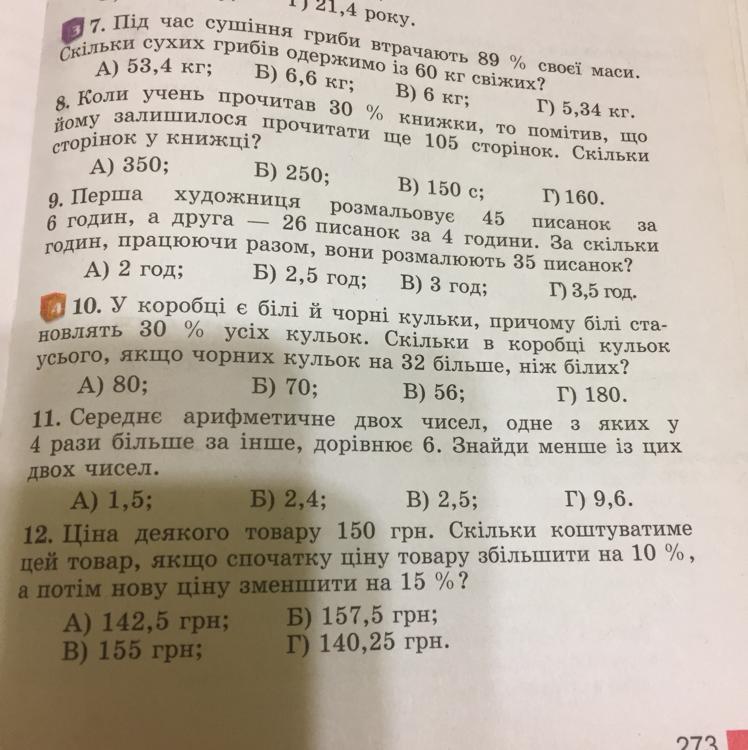 Г) 21,4 року.
3 7. Під час сушіння гриби втрачають 89 % своєї маси.
Скільки сухих грибів одержимо із 60 кг свіжих?
А) 53,4 кг; Б) 6,6 кг; В) 6 кг; Г) 5,34 кг.
8. Коли учень прочитав 30 % книжки, то помітив, що
йому залишилося прочитати ще 105 сторінок. Скільки
сторінок у книжці?
А) 350; Б) 250; В) 150 с; Г) 160.
9. Перша художниця розмальовує 45 писанок за
6 годин, а друга — 26 писанок за 4 години. За скільки
годин, працюючи разом, вони розмалюють 35 писанок?
А) 2 год; Б) 2,5 год; В) 3 год; Г) 3,5 год.
4 10. У коробці є білі й чорні кульки, причому білі ста-
новлять 30 % усіх кульок. Скільки в коробці кульок
усього, якщо чорних кульок на 32 більше, ніж білих?
А) 80; Б) 70; В) 56; Г) 180.
11. Середнє арифметичне двох чисел, одне з яких у
4 рази більше за інше, дорівнює 6. Знайди менше із цих
двох чисел.
А) 1,5; Б) 2,4; В) 2,5; Г) 9,6.
12. Ціна деякого товару 150 грн. Скільки коштуватиме
цей товар, якщо спочатку ціну товару збільшити на 10 %,
а потім нову ціну зменшити на 15 %?
А) 142,5 грн; Б) 157,5 грн;
В) 155 грн; Г) 140,25 грн.
273